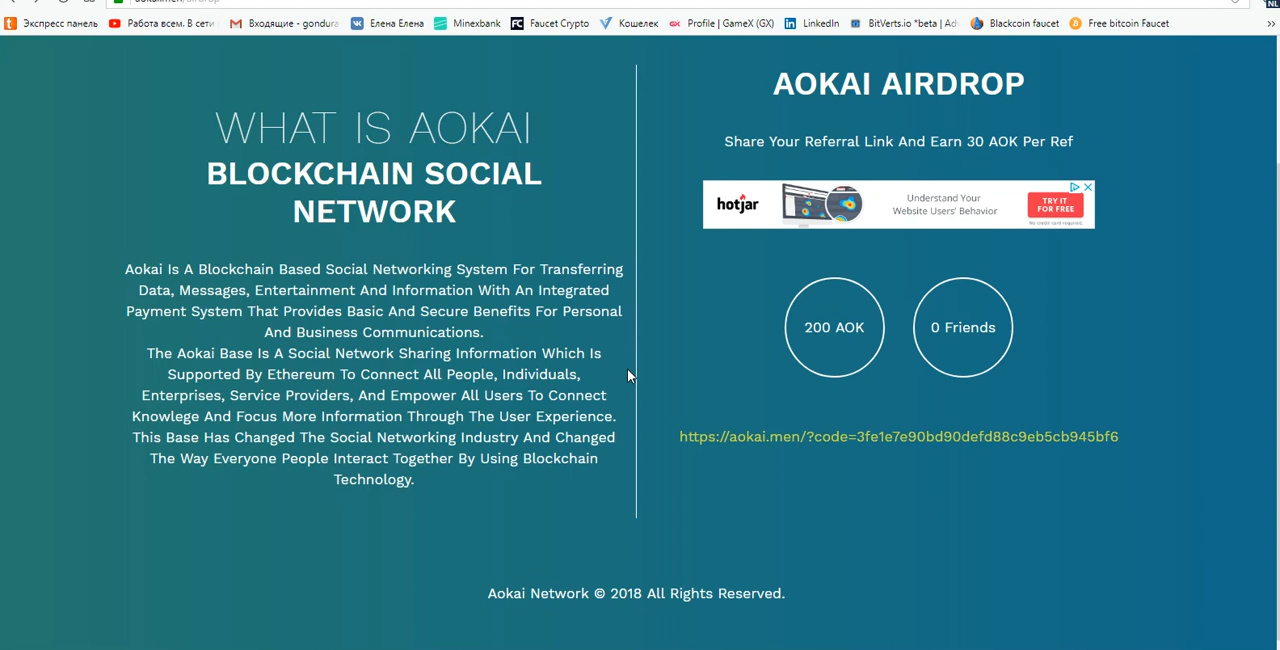 Экспресс панель
Работа всем. В сети
Входящие - gondura
Елена Елена
Minexbank
FC Faucet Crypto
Кошелек
GX Profile | GameX (GX)
in LinkedIn
BitVerts.io *beta | Ad
Blackcoin faucet
Free bitcoin Faucet
»
NL
WHAT IS AOKAI
BLOCKCHAIN SOCIAL
NETWORK
Aokai Is A Blockchain Based Social Networking System For Transferring
Data, Messages, Entertainment And Information With An Integrated
Payment System That Provides Basic And Secure Benefits For Personal
And Business Communications.
The Aokai Base Is A Social Network Sharing Information Which Is
Supported By Ethereum To Connect All People, Individuals,
Enterprises, Service Providers, And Empower All Users To Connect
Knowlege And Focus More Information Through The User Experience.
This Base Has Changed The Social Networking Industry And Changed
The Way Everyone People Interact Together By Using Blockchain
Technology.
AOKAI AIRDROP
Share Your Referral Link And Earn 30 AOK Per Ref
hotjar
Understand Your
Website Users' Behavior
TRY IT
FOR FREE
No credit card required.
200 AOK
0 Friends
https://aokai.men/?code=3fe1e7e90bd90defd88c9eb5cb945bf6
Aokai Network © 2018 All Rights Reserved.